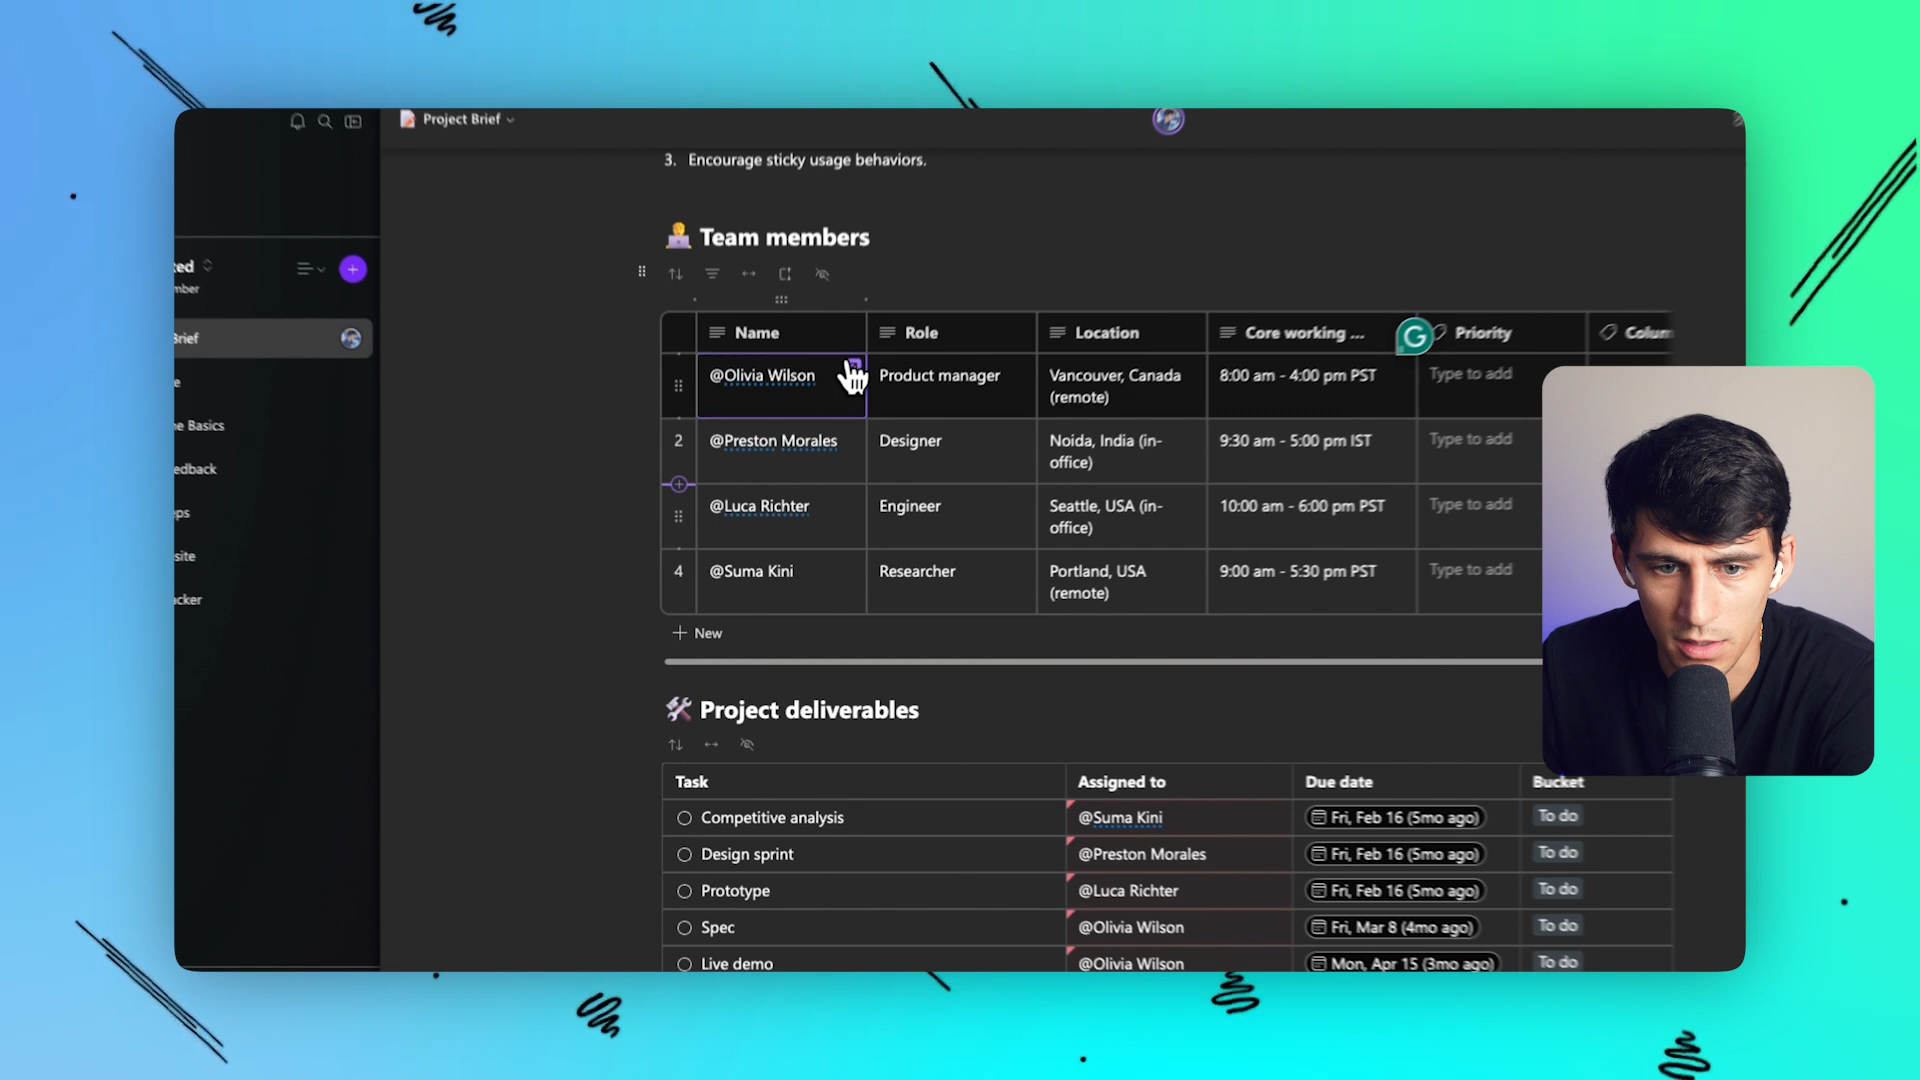 Project Brief
3. Encourage sticky usage behaviors.
Team members
Name Role Location Core working ... Priority Colum
@Olivia Wilson Product manager Vancouver, Canada (remote) 8:00 am - 4:00 pm PST Type to add
2 @Preston Morales Designer Noida, India (in-office) 9:30 am - 5:00 pm IST Type to add
@Luca Richter Engineer Seattle, USA (in-office) 10:00 am - 6:00 pm PST Type to add
4 @Suma Kini Researcher Portland, USA (remote) 9:00 am - 5:30 pm PST Type to add
+ New
Project deliverables
Task Assigned to Due date Bucket
Competitive analysis @Suma Kini Fri, Feb 16 (5mo ago) To do
Design sprint @Preston Morales Fri, Feb 16 (5mo ago) To do
Prototype @Luca Richter Fri, Feb 16 (5mo ago) To do
Spec @Olivia Wilson Fri, Mar 8 (4mo ago) To do
Live demo @Olivia Wilson Mon, Apr 15 (3mo ago) To do
ted
mber
Brief
e
e Basics
edback
ps
site
acker
G